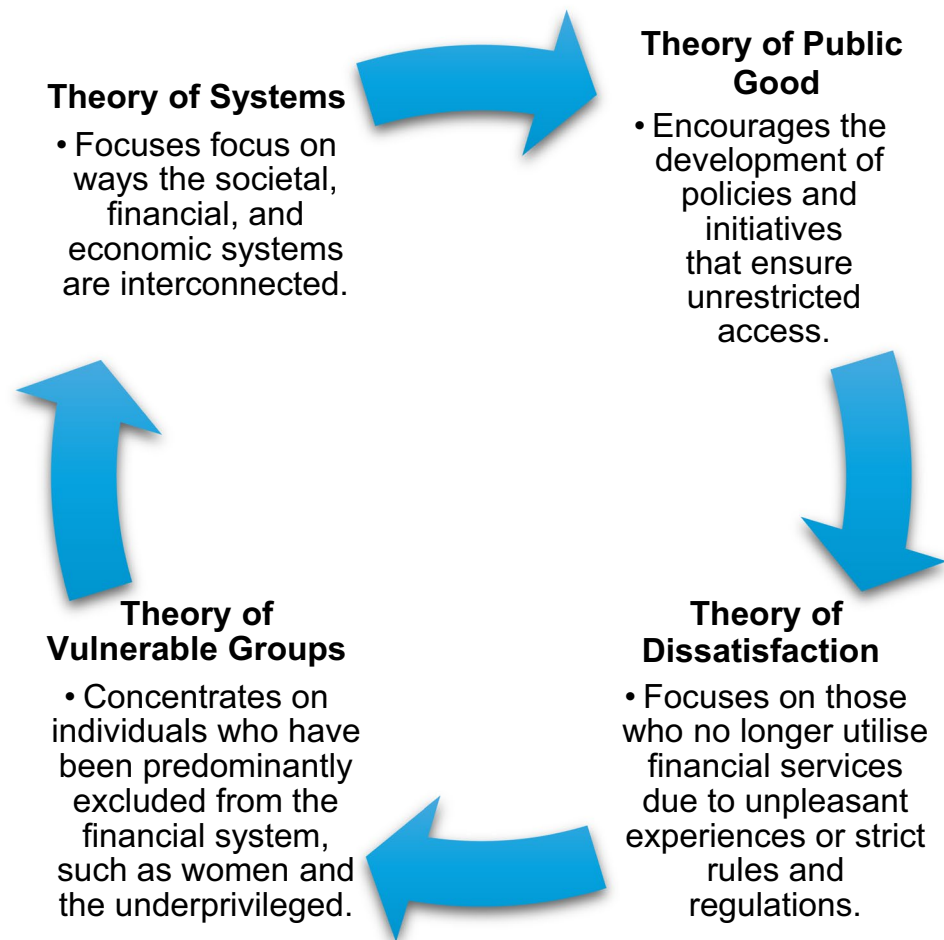 Theory of Systems
• Focuses focus on
ways the societal,
financial, and
economic systems
are interconnected.
Theory of Public
Good
• Encourages the
development of
policies and
initiatives
that ensure
unrestricted
access.
Theory of
Dissatisfaction
• Focuses on those
who no longer utilise
financial services
due to unpleasant
experiences or strict
rules and
regulations.
Theory of
Vulnerable Groups
• Concentrates on
individuals who have
been predominantly
excluded from the
financial system,
such as women and
the underprivileged.